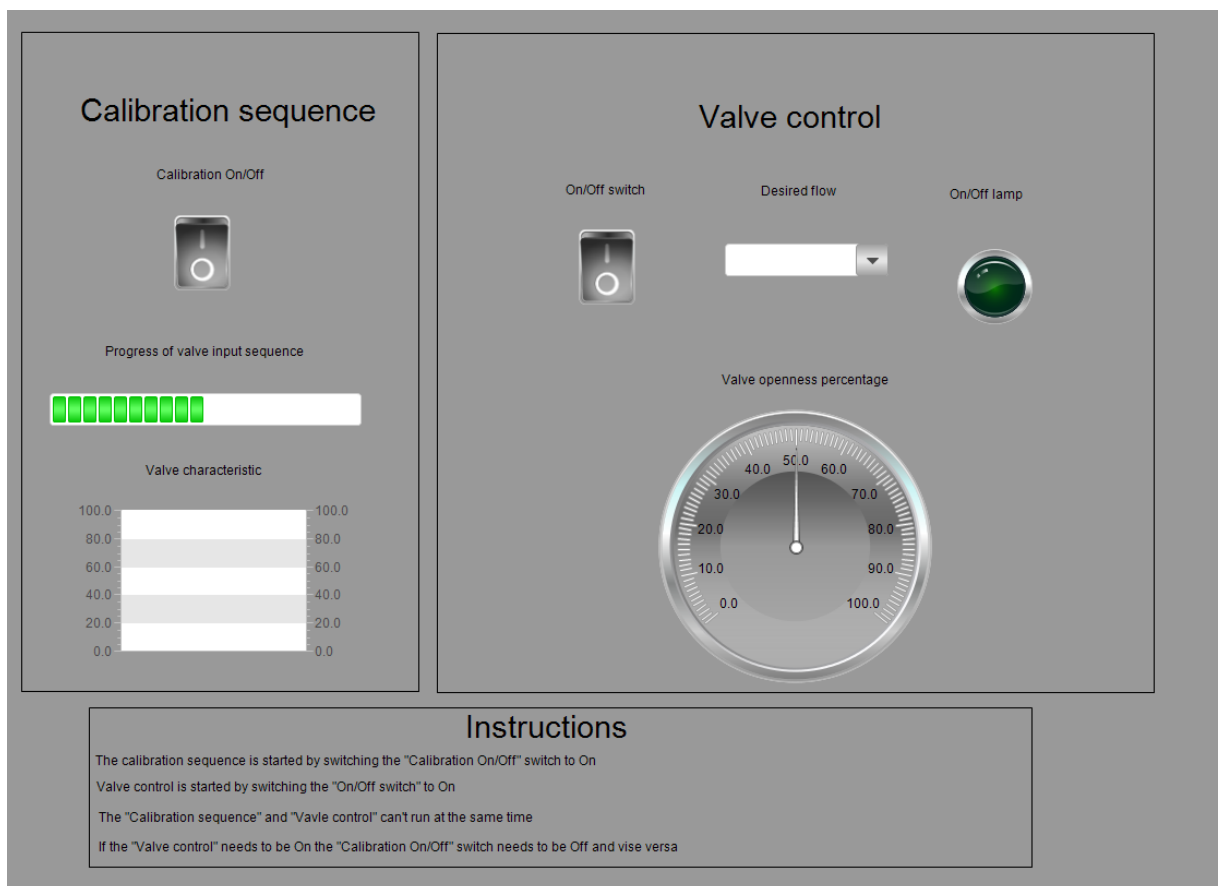 Calibration sequence
Calibration On/Off
Progress of valve input sequence
Valve characteristic
100.0 100.0
80.0 80.0
60.0 60.0
40.0 40.0
20.0 20.0
0.0 0.0
Valve control
On/Off switch
Desired flow
On/Off lamp
Valve openness percentage
0.0
10.0
20.0
30.0
40.0
50.0
60.0
70.0
80.0
90.0
100.0
Instructions
The calibration sequence is started by switching the "Calibration On/Off" switch to On
Valve control is started by switching the "On/Off switch" to On
The "Calibration sequence" and "Vavle control" can't run at the same time
If the "Valve control" needs to be On the "Calibration On/Off" switch needs to be Off and vise versa